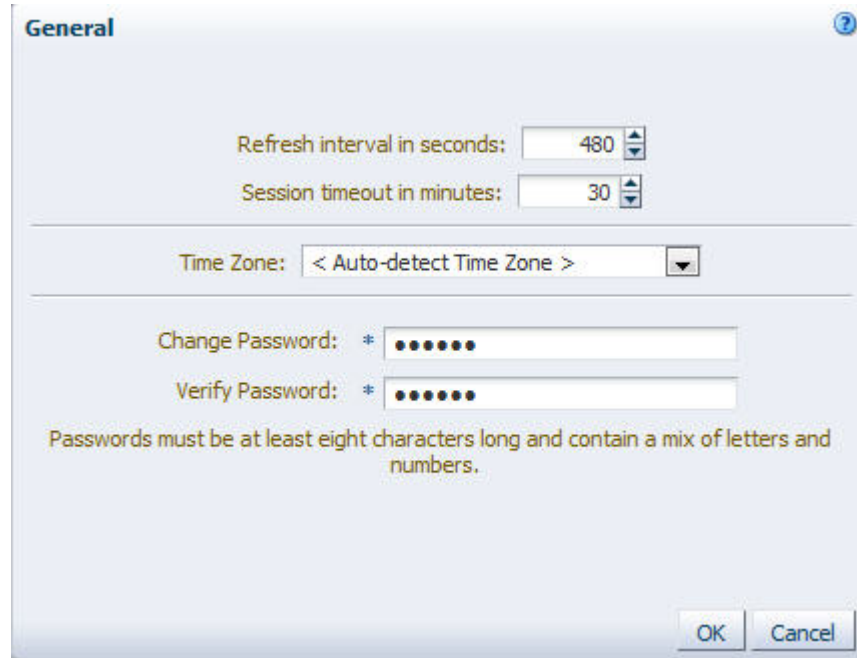 General
Refresh interval in seconds: 480
Session timeout in minutes: 30
Time Zone: < Auto-detect Time Zone >
Change Password: * ••••••
Verify Password: * ••••••
Passwords must be at least eight characters long and contain a mix of letters and
numbers.
OK Cancel